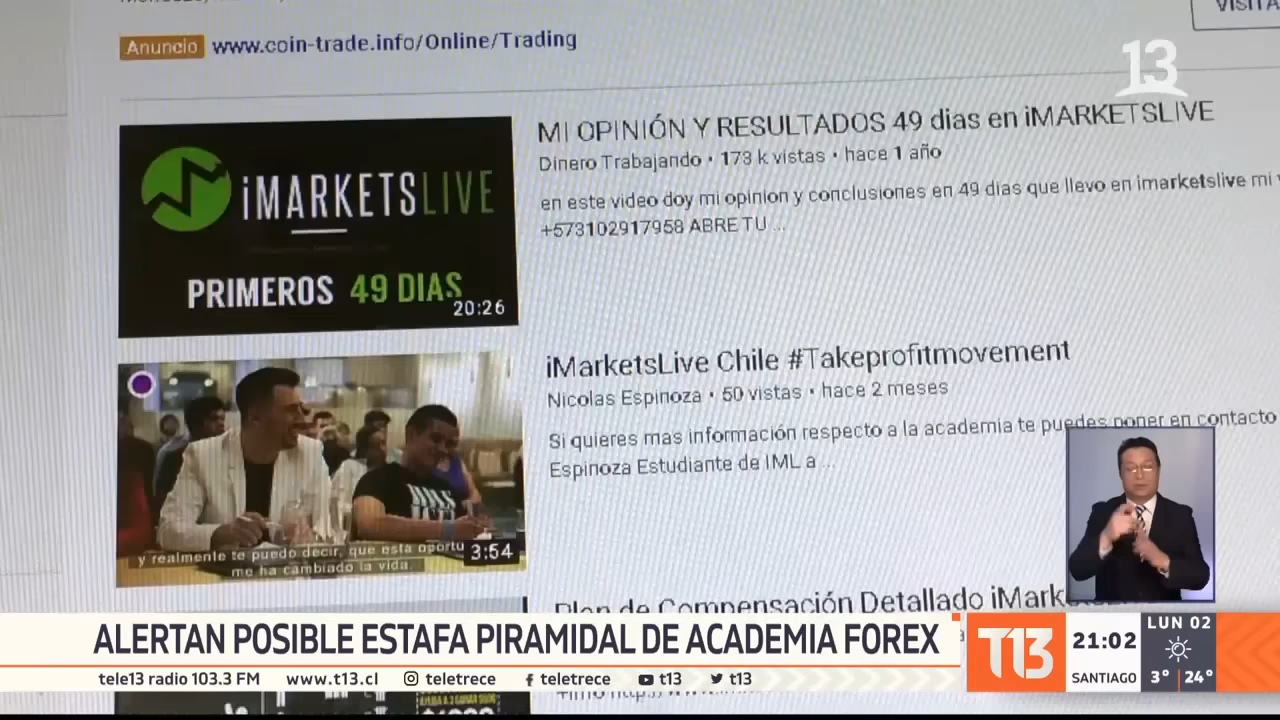 VISITA
Anuncio www.coin-trade.info/Online/Trading
13
iMARKETSLIVE
PRIMEROS 49 DIAS
20:26
MI OPINIÓN Y RESULTADOS 49 dias en iMARKETSLIVE
Dinero Trabajando • 173 k vistas • hace 1 año
en este video doy mi opinion y conclusiones en 49 dias que llevo en imarketslive mi
+573102917958 ABRE TU ...
y realmente te puedo decir, que esta oportu
me ha cambiado la vida.
3:54
iMarketsLive Chile #Takeprofitmovement
Nicolas Espinoza • 50 vistas • hace 2 meses
Si quieres mas información respecto a la academia te puedes poner en contacto
Espinoza Estudiante de IML a ...
Plan de Compensación Detallado
ALERTAN POSIBLE ESTAFA PIRAMIDAL DE ACADEMIA FOREX
tele13 radio 103.3 FM www.t13.cl teletrece teletrece t13 t13
T13
21:02
SANTIAGO
LUN 02
3° 24°